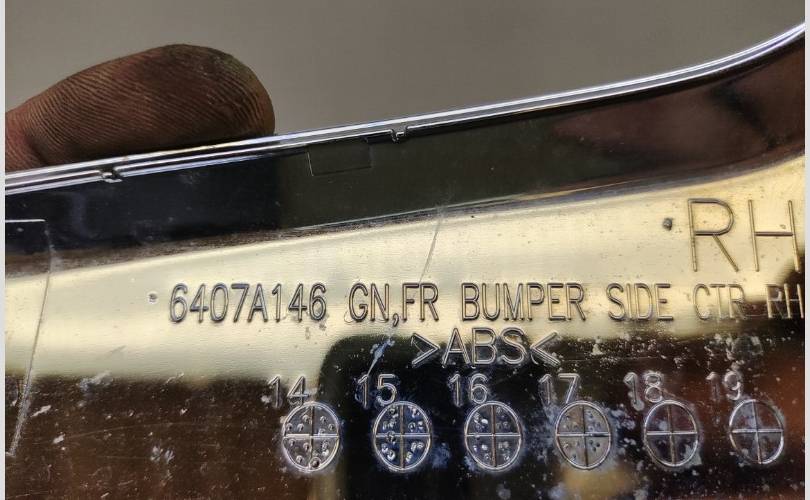 RH
6407A146 GN,FR BUMPER SIDE CTR RH
>ABS<
14 15 16 17 18 19